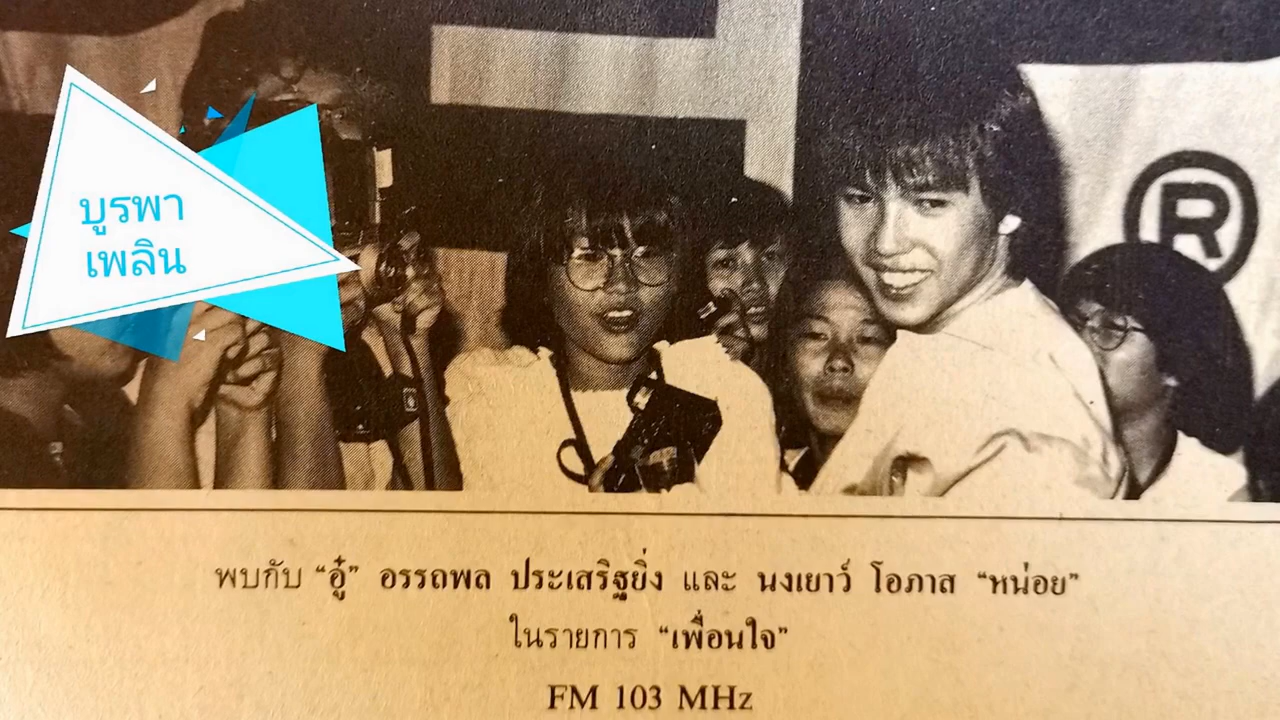 บูรพา
เพลิน
®
พบกับ “อู๋” อรรถพล ประเสริฐยิ่ง และ นงเยาว์ โอภาส “หน่อย”
ในรายการ “เพื่อนใจ”
FM 103 MHz